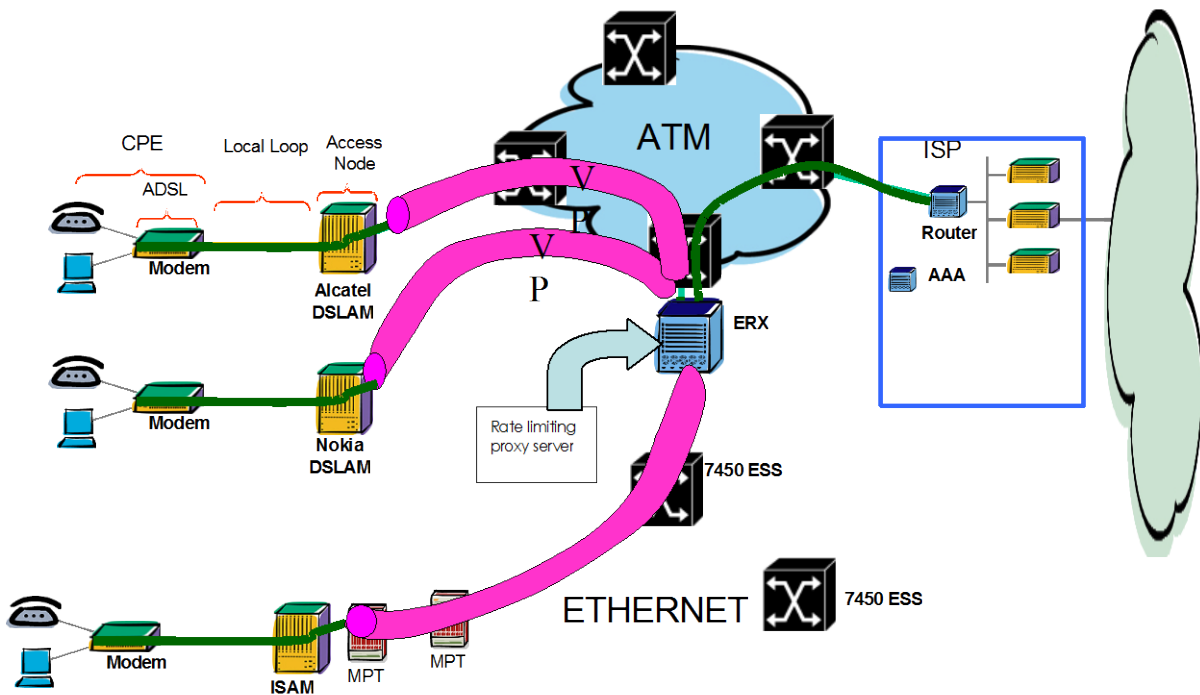 ATM
CPE
Local Loop
Access
Node
ISP
ADSL
V
P
V
P
Modem
Router
Alcatel
DSLAM
AAA
ERX
Modem
Rate limiting
proxy server
Nokia
DSLAM
7450 ESS
ETHERNET
7450 ESS
Modem
MPT
MPT
ISAM